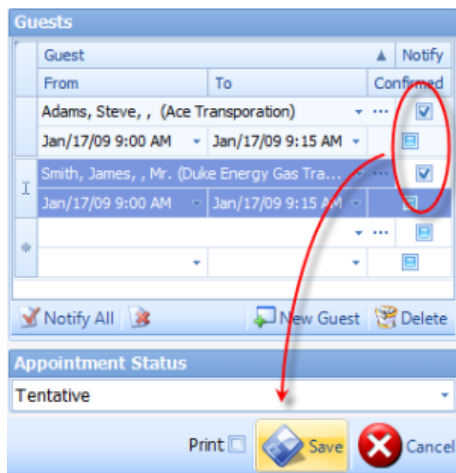 Guests
Guest Notify
From To Confirmed
Adams, Steve, , (Ace Transporation) ...
Jan/17/09 9:00 AM Jan/17/09 9:15 AM
Smith, James, , Mr. (Duke Energy Gas Tra... ...
Jan/17/09 9:00 AM Jan/17/09 9:15 AM
...
Notify All New Guest Delete
Appointment Status
Tentative
Print Save Cancel